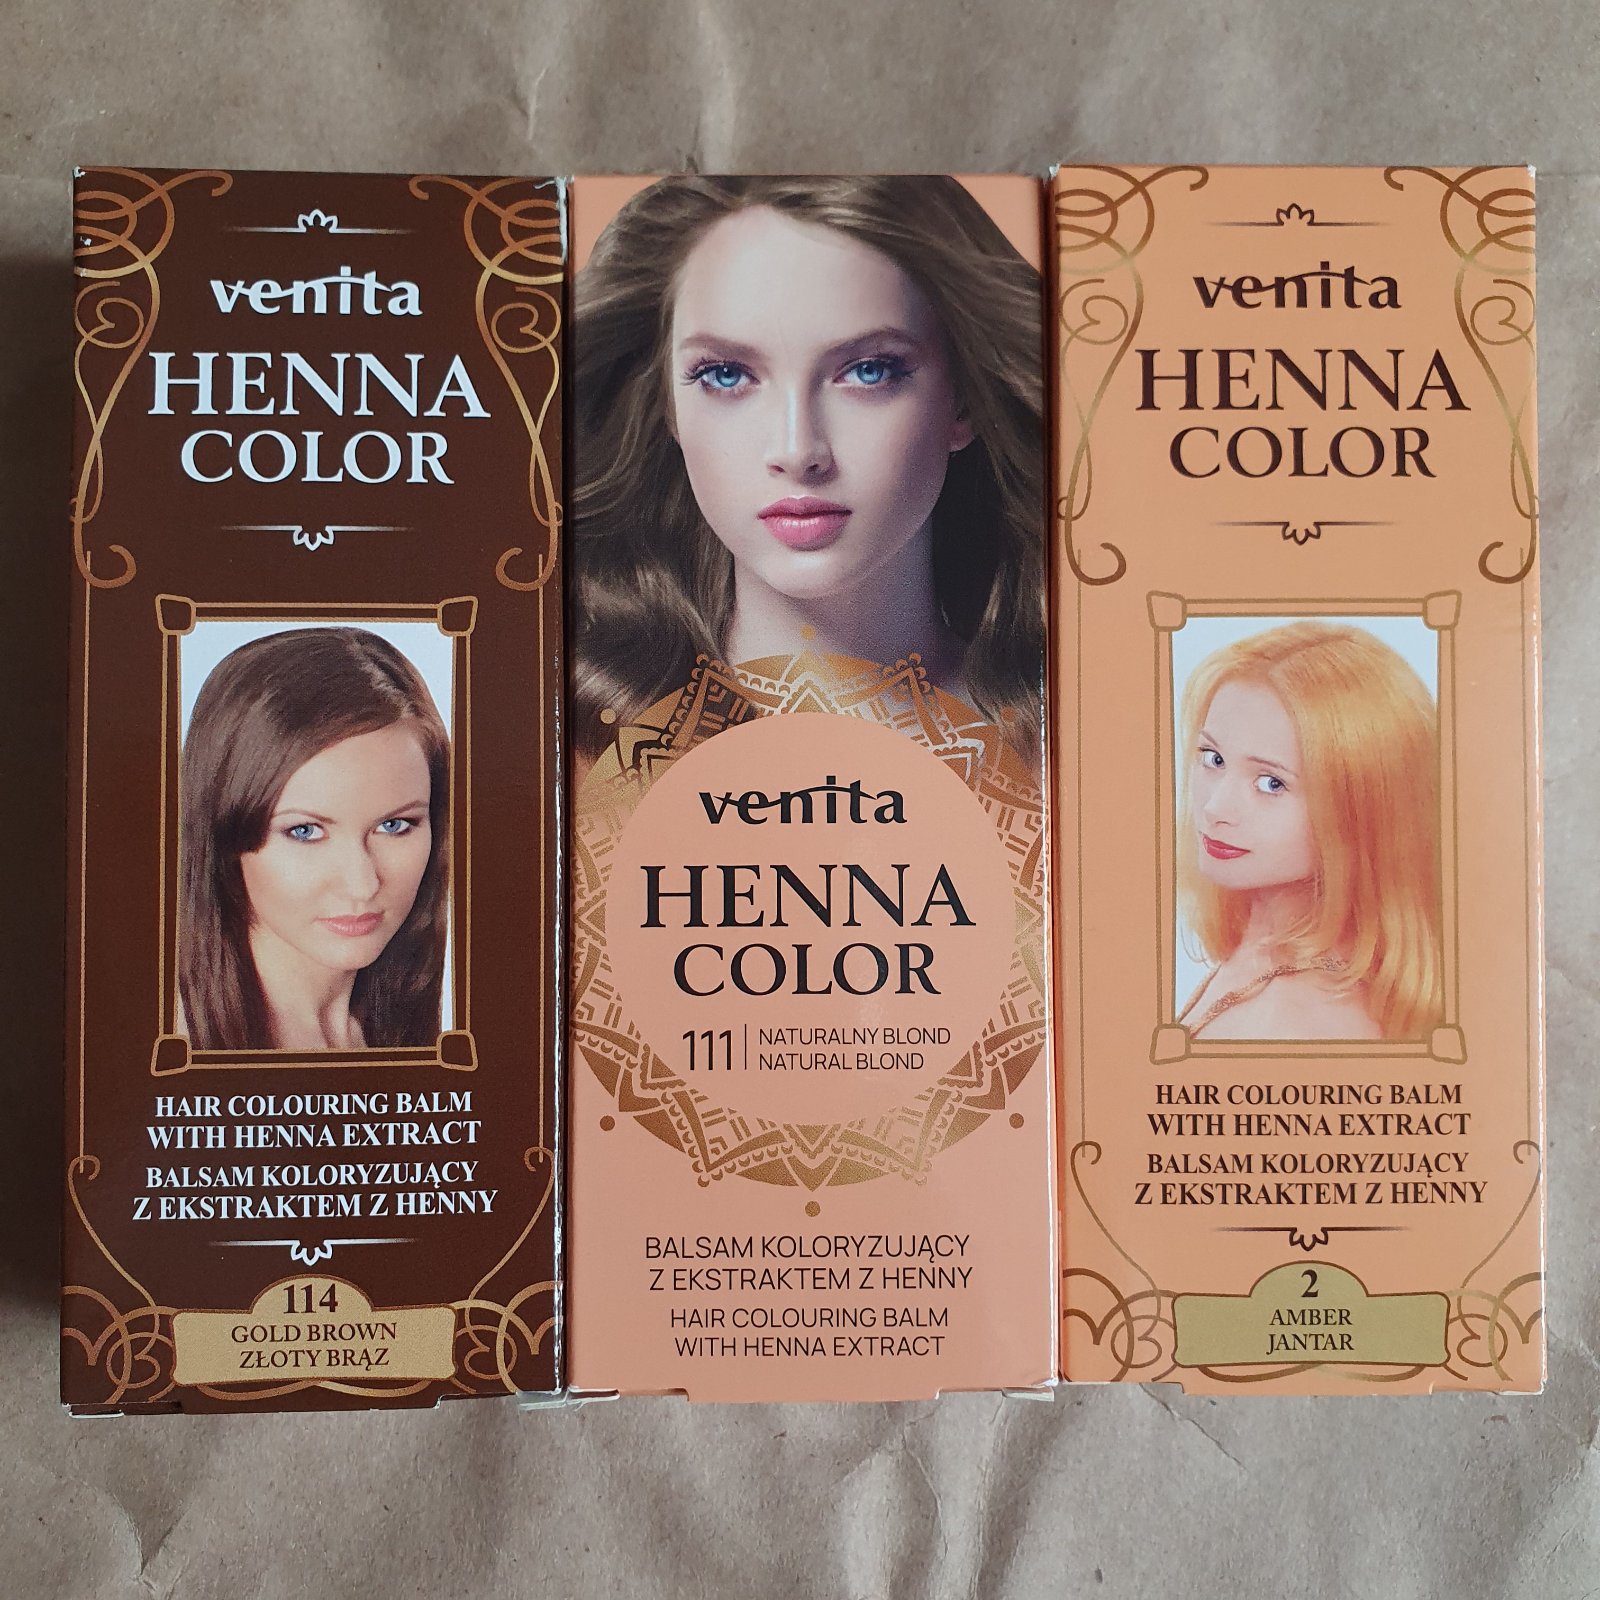 venita
HENNA
COLOR
HAIR COLOURING BALM
WITH HENNA EXTRACT
BALSAM KOLORYZUJĄCY
Z EKSTRAKTEM Z HENNY
114
GOLD BROWN
ZŁOTY BRĄZ
venita
HENNA
COLOR
111 NATURALNY BLOND
NATURAL BLOND
BALSAM KOLORYZUJĄCY
Z EKSTRAKTEM Z HENNY
HAIR COLOURING BALM
WITH HENNA EXTRACT
venita
HENNA
COLOR
HAIR COLOURING BALM
WITH HENNA EXTRACT
BALSAM KOLORYZUJĄCY
Z EKSTRAKTEM Z HENNY
2
AMBER
JANTAR